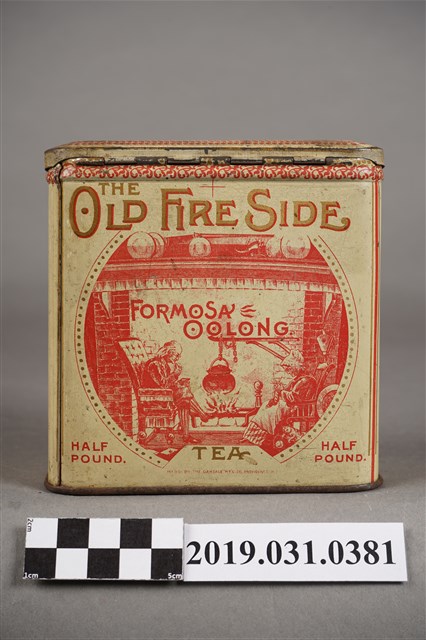 THE
OLD FIRE SIDE
FORMOSA
OOLONG
HALF
POUND.
TEA
HALF
POUND.
2cm
1cm
5cm
2019.031.0381